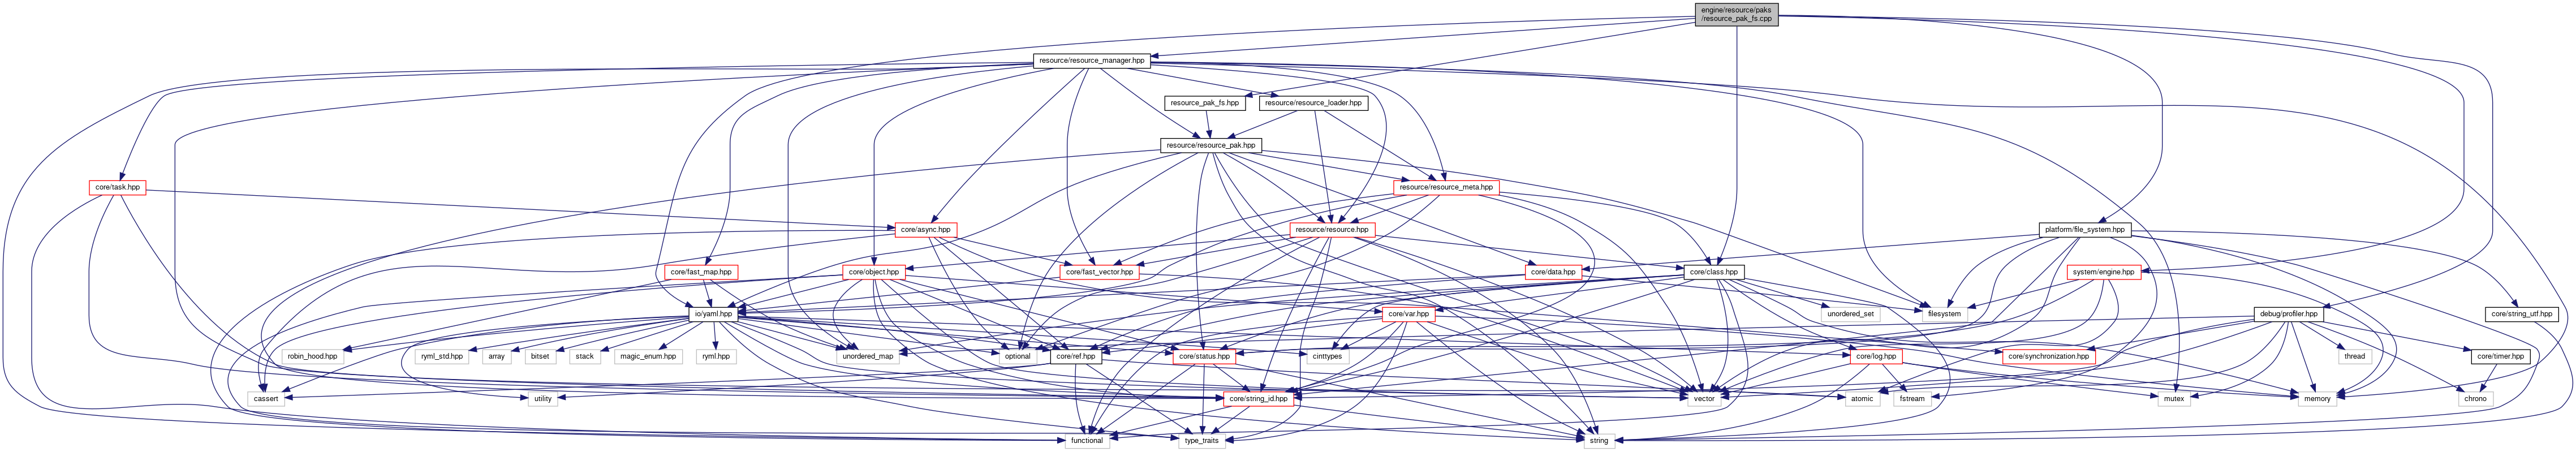 engine/resource/paks
/resource_pak_fs.cpp
resource/resource_manager.hpp
resource_pak_fs.hpp
resource/resource_loader.hpp
resource/resource_pak.hpp
core/task.hpp
resource/resource_meta.hpp
core/async.hpp
resource/resource.hpp
platform/file_system.hpp
core/fast_map.hpp
core/object.hpp
core/fast_vector.hpp
core/data.hpp
core/class.hpp
system/engine.hpp
io/yaml.hpp
core/var.hpp
unordered_set
filesystem
debug/profiler.hpp
core/string_utf.hpp
robin_hood.hpp
ryml_std.hpp
array
bitset
stack
magic_enum.hpp
ryml.hpp
unordered_map
optional
core/ref.hpp
core/status.hpp
cinttypes
core/log.hpp
core/synchronization.hpp
thread
core/timer.hpp
cassert
utility
core/string_id.hpp
vector
atomic
fstream
mutex
memory
chrono
functional
type_traits
string